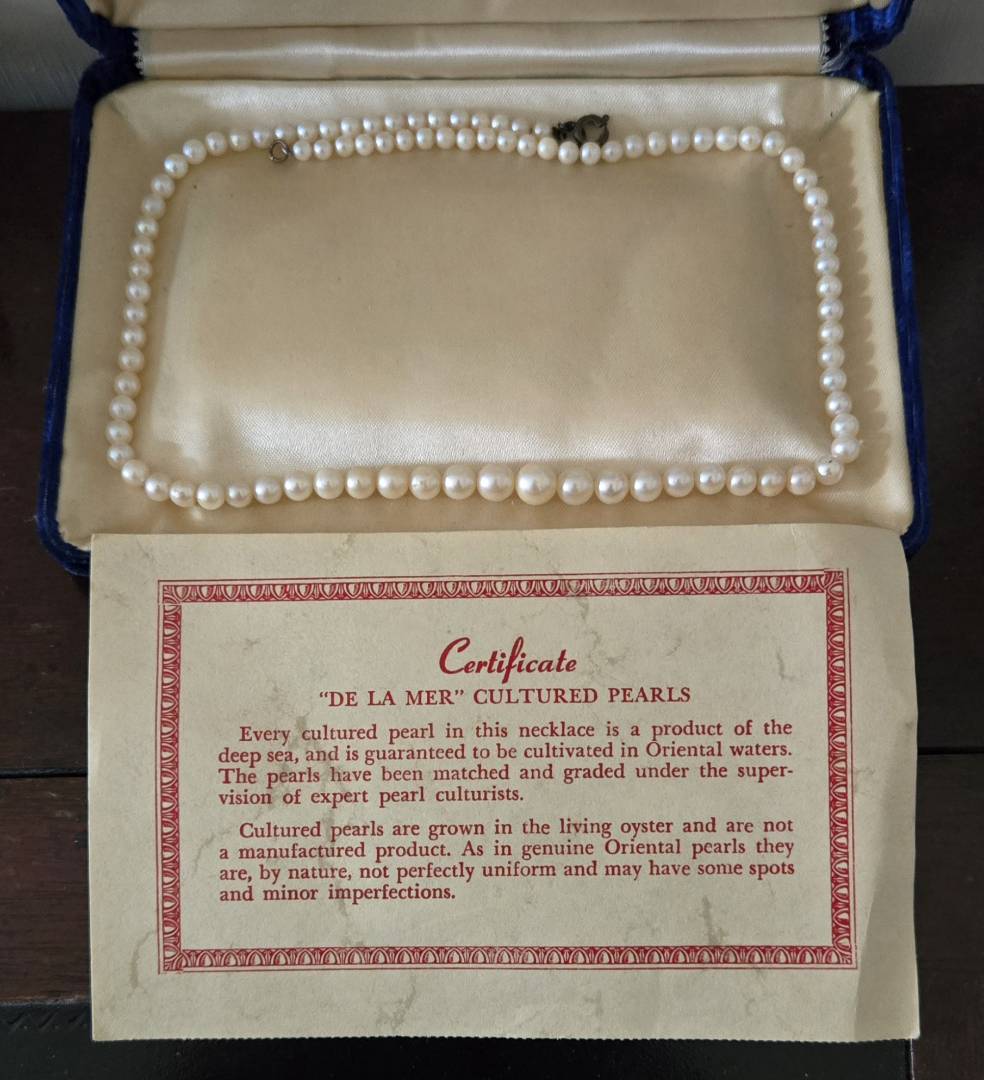 Certificate
“DE LA MER” CULTURED PEARLS
Every cultured pearl in this necklace is a product of the
deep sea, and is guaranteed to be cultivated in Oriental waters.
The pearls have been matched and graded under the super-
vision of expert pearl culturists.
Cultured pearls are grown in the living oyster and are not
a manufactured product. As in genuine Oriental pearls they
are, by nature, not perfectly uniform and may have some spots
and minor imperfections.